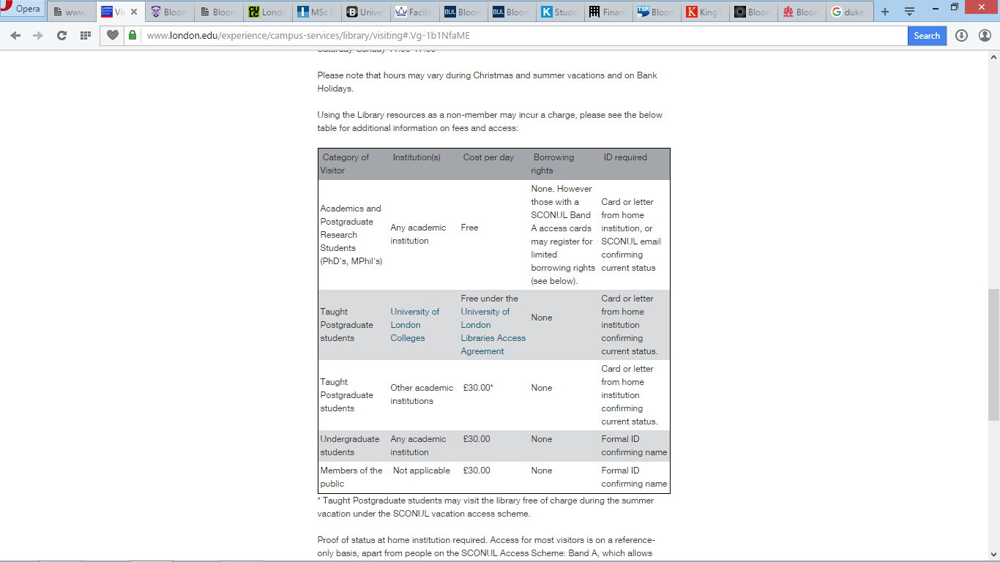 Opera
www.
Vis
Bloom
Bloom
Londo
MSc F
Unive
Faciliti
Bloon
Bloon
Stude
Financ
Bloon
King's
Bloon
Bloon
duke
www.london.edu/experience/campus-services/library/visiting#.Vg-1b1NfaME
Search
Saturday-Sunday 11:00-17:00
Please note that hours may vary during Christmas and summer vacations and on Bank
Holidays.
Using the Library resources as a non-member may incur a charge, please see the below
table for additional information on fees and access:
Category of Visitor Institution(s) Cost per day Borrowing rights ID required
Academics and
Postgraduate
Research
Students
(PhD's, MPhil's)
Any academic
institution
Free
None. However
those with a
SCONUL Band
A access cards
may register for
limited
borrowing rights
(see below).
Card or letter
from home
institution, or
SCONUL email
confirming
current status
Taught
Postgraduate
students
University of
London
Colleges
Free under the
University of
London
Libraries Access
Agreement
None
Card or letter
from home
institution
confirming
current status.
Taught
Postgraduate
students
Other academic
institutions
£30.00*
None
Card or letter
from home
institution
confirming
current status.
Undergraduate
students
Any academic
institution
£30.00
None
Formal ID
confirming name
Members of the
public
Not applicable
£30.00
None
Formal ID
confirming name
* Taught Postgraduate students may visit the library free of charge during the summer
vacation under the SCONUL vacation access scheme.
Proof of status at home institution required. Access for most visitors is on a reference-
only basis, apart from people on the SCONUL Access Scheme: Band A, which allows